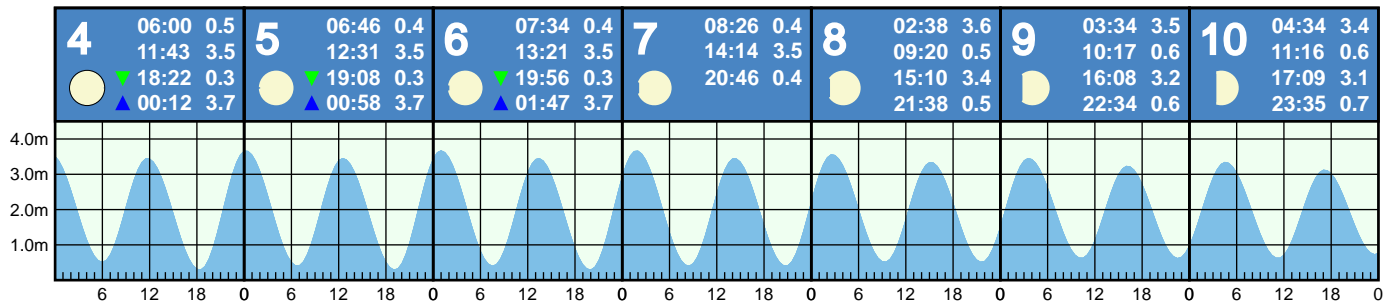 4
06:00 0.5
11:43 3.5
▼ 18:22 0.3
▲ 00:12 3.7
5
06:46 0.4
12:31 3.5
▼ 19:08 0.3
▲ 00:58 3.7
6
07:34 0.4
13:21 3.5
▼ 19:56 0.3
▲ 01:47 3.7
7
08:26 0.4
14:14 3.5
20:46 0.4
8
02:38 3.6
09:20 0.5
15:10 3.4
21:38 0.5
9
03:34 3.5
10:17 0.6
16:08 3.2
22:34 0.6
10
04:34 3.4
11:16 0.6
17:09 3.1
23:35 0.7
4.0m
3.0m
2.0m
1.0m
6 12 18 0 6 12 18 0 6 12 18 0 6 12 18 0 6 12 18 0 6 12 18 0 6 12 18 0